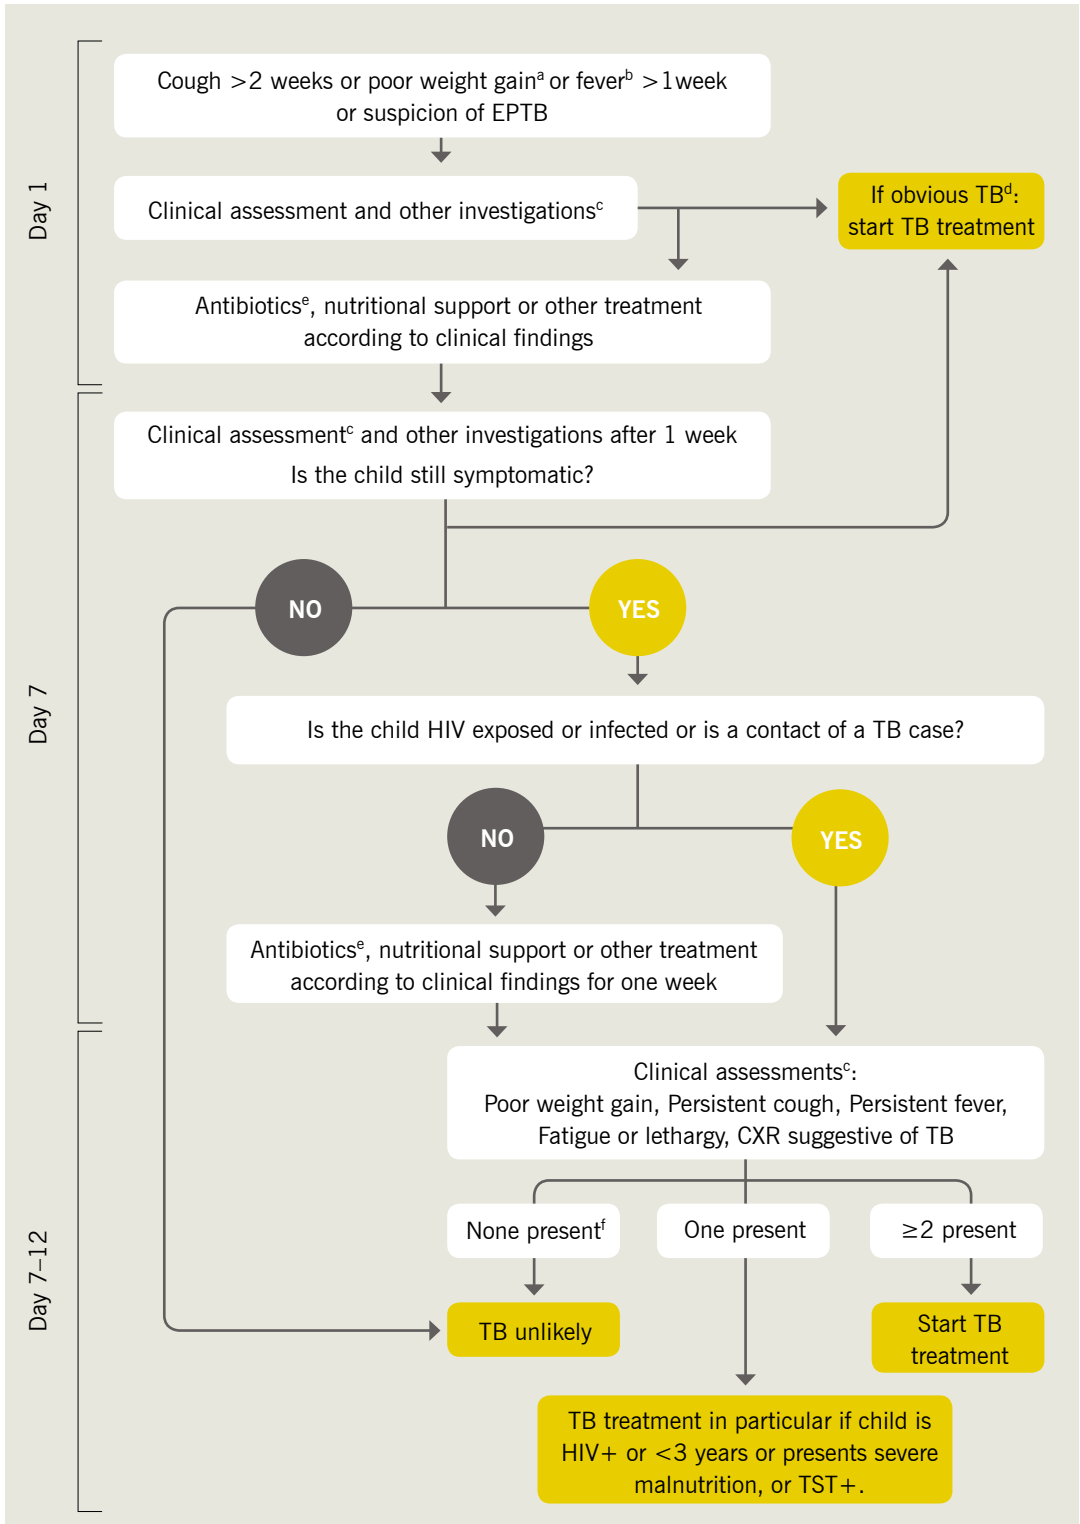 Day 1
Cough >2 weeks or poor weight gainᵃ or feverᵇ >1week
or suspicion of EPTB
Clinical assessment and other investigationsᶜ
If obvious TBᵈ:
start TB treatment
Antibioticsᵉ, nutritional support or other treatment
according to clinical findings
Day 7
Clinical assessmentᶜ and other investigations after 1 week
Is the child still symptomatic?
NO
YES
Is the child HIV exposed or infected or is a contact of a TB case?
NO
YES
Antibioticsᵉ, nutritional support or other treatment
according to clinical findings for one week
Day 7–12
Clinical assessmentsᶜ:
Poor weight gain, Persistent cough, Persistent fever,
Fatigue or lethargy, CXR suggestive of TB
None presentᶠ
One present
≥2 present
TB unlikely
Start TB
treatment
TB treatment in particular if child is
HIV+ or <3 years or presents severe
malnutrition, or TST+.